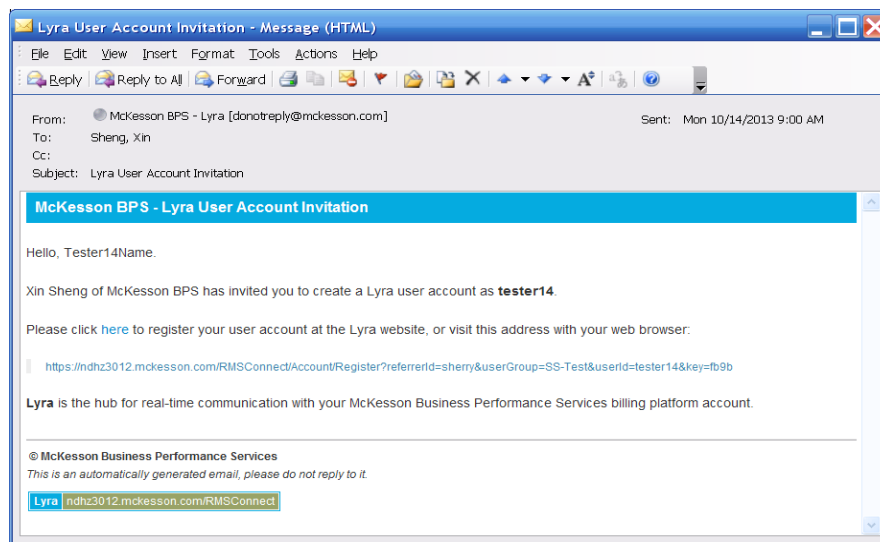 Lyra User Account Invitation - Message (HTML)
File Edit View Insert Format Tools Actions Help
Reply Reply to All Forward
From: McKesson BPS - Lyra [donotreply@mckesson.com] Sent: Mon 10/14/2013 9:00 AM
To: Sheng, Xin
Cc:
Subject: Lyra User Account Invitation
McKesson BPS - Lyra User Account Invitation
Hello, Tester14Name.
Xin Sheng of McKesson BPS has invited you to create a Lyra user account as tester14.
Please click here to register your user account at the Lyra website, or visit this address with your web browser:
https://ndhz3012.mckesson.com/RMSConnect/Account/Register?referrerId=sherry&userGroup=SS-Test&userId=tester14&key=fb9b
Lyra is the hub for real-time communication with your McKesson Business Performance Services billing platform account.
© McKesson Business Performance Services
This is an automatically generated email, please do not reply to it.
Lyra ndhz3012.mckesson.com/RMSConnect